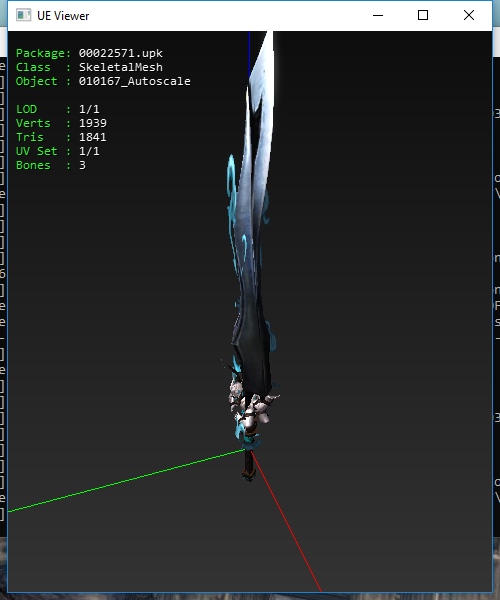 UE Viewer
Package: 00022571.upk
Class : SkeletalMesh
Object : 010167_Autoscale
LOD : 1/1
Verts : 1939
Tris : 1841
UV Set : 1/1
Bones : 3